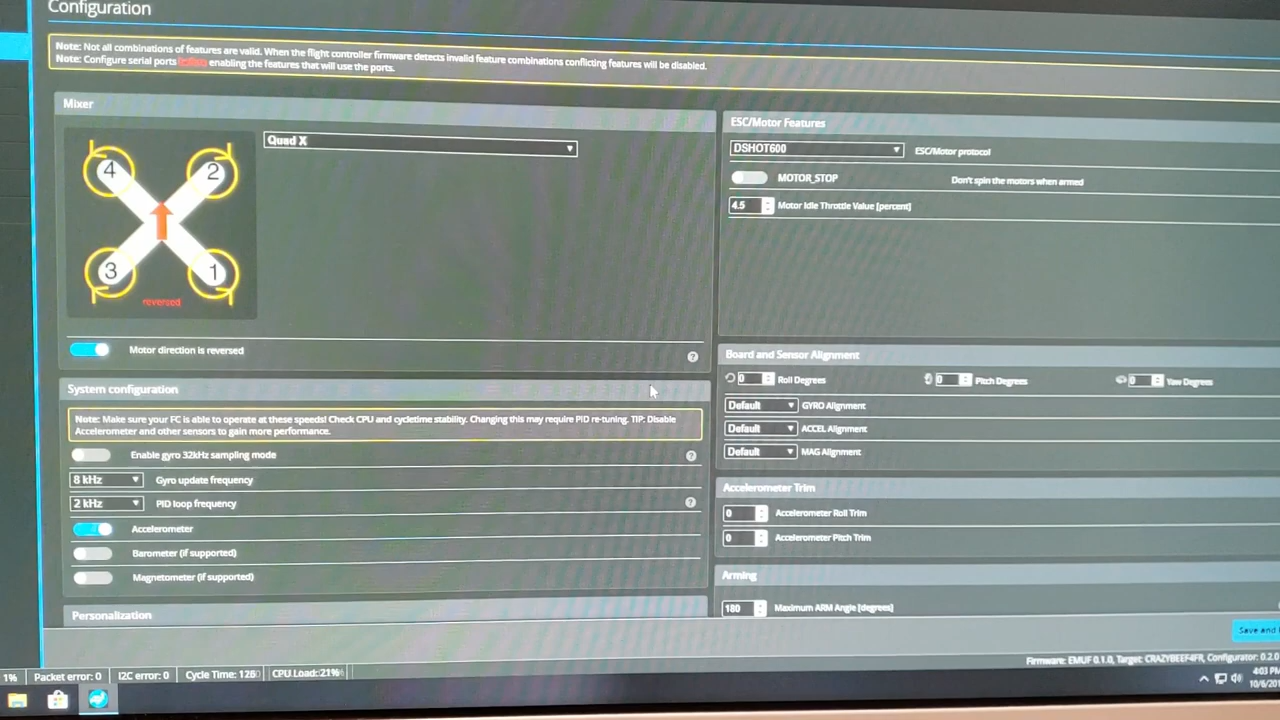 Configuration
Note: Not all combinations of features are valid. When the flight controller firmware detects invalid feature combinations conflicting features will be disabled.
Note: Configure serial ports enabling the features that will use the ports.
Mixer
4
2
3
1
reversed
Quad X
Motor direction is reversed
ESC/Motor Features
DSHOT600 ESC/Motor protocol
MOTOR_STOP Don't spin the motors when armed
4.5 Motor Idle Throttle Value [percent]
System configuration
Note: Make sure your FC is able to operate at these speeds! Check CPU and cycletime stability. Changing this may require PID re-tuning. TIP: Disable
Accelerometer and other sensors to gain more performance.
Enable gyro 32kHz sampling mode
8 kHz Gyro update frequency
2 kHz PID loop frequency
Accelerometer
Barometer (if supported)
Magnetometer (if supported)
Personalization
Board and Sensor Alignment
0 Roll Degrees 0 Pitch Degrees 0 Yaw Degrees
Default GYRO Alignment
Default ACCEL Alignment
Default MAG Alignment
Accelerometer Trim
0 Accelerometer Roll Trim
0 Accelerometer Pitch Trim
Arming
180 Maximum ARM Angle [degrees]
Save and
1% Packet error: 0 I2C error: 0 Cycle Time: CPU Load: 21%
Firmware: EMUF 0.1.0, Target: CRAZYBEEF4FR, Configurator: 0.2.0
4:03 PM
10/6/201